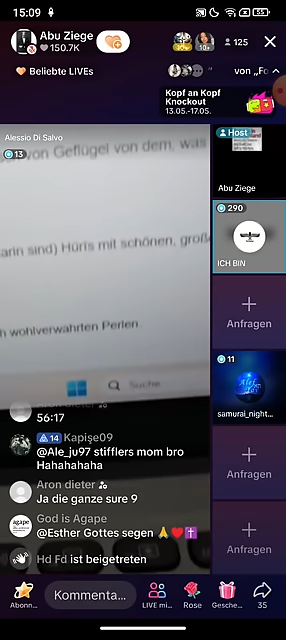 15:09
55
Abu Ziege
150.7K
30+
10+
125
Beliebte LIVEs
von „Fo
Kopf an Kopf
Knockout
13.05.-17.05.
Alessio Di Salvo
13
von Geflügel von dem, was
Host
Abu Ziege
arin sind) Hūris mit schönen, groß
290
ICH BIN
h wohlverwahrten Perlen.
Anfragen
Suche
11
samurai_night...
56:17
14 Kapişe09
@Ale_ju97 stifflers mom bro
Hahahahaha
Aron dieter
Ja die ganze sure 9
Anfragen
God is Agape
@Esther Gottes segen 🙏❤️✝️
Hd Fd ist beigetreten
Anfragen
Abonn...
Kommenta...
LIVE mi...
Rose
Gesche...
35